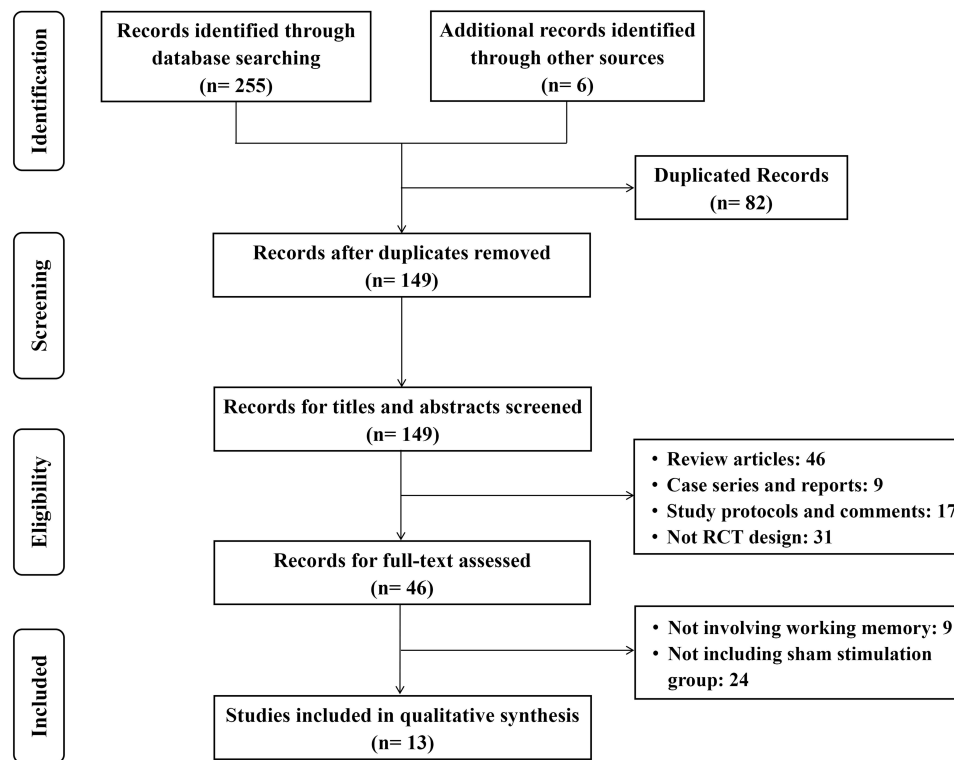 Identification
Records identified through
database searching
(n= 255)
Additional records identified
through other sources
(n= 6)
Duplicated Records
(n= 82)
Screening
Records after duplicates removed
(n= 149)
Records for titles and abstracts screened
(n= 149)
Eligibility
• Review articles: 46
• Case series and reports: 9
• Study protocols and comments: 17
• Not RCT design: 31
Records for full-text assessed
(n= 46)
Included
• Not involving working memory: 9
• Not including sham stimulation
group: 24
Studies included in qualitative synthesis
(n= 13)